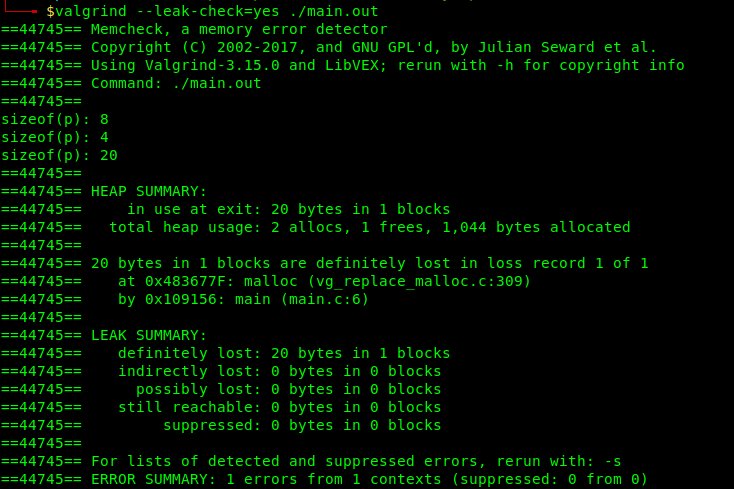 $valgrind --leak-check=yes ./main.out
==44745== Memcheck, a memory error detector
==44745== Copyright (C) 2002-2017, and GNU GPL'd, by Julian Seward et al.
==44745== Using Valgrind-3.15.0 and LibVEX; rerun with -h for copyright info
==44745== Command: ./main.out
==44745==
sizeof(p): 8
sizeof(p): 4
sizeof(p): 20
==44745==
==44745== HEAP SUMMARY:
==44745==     in use at exit: 20 bytes in 1 blocks
==44745==   total heap usage: 2 allocs, 1 frees, 1,044 bytes allocated
==44745==
==44745== 20 bytes in 1 blocks are definitely lost in loss record 1 of 1
==44745==    at 0x483677F: malloc (vg_replace_malloc.c:309)
==44745==    by 0x109156: main (main.c:6)
==44745==
==44745== LEAK SUMMARY:
==44745==    definitely lost: 20 bytes in 1 blocks
==44745==    indirectly lost: 0 bytes in 0 blocks
==44745==      possibly lost: 0 bytes in 0 blocks
==44745==    still reachable: 0 bytes in 0 blocks
==44745==         suppressed: 0 bytes in 0 blocks
==44745==
==44745== For lists of detected and suppressed errors, rerun with: -s
==44745== ERROR SUMMARY: 1 errors from 1 contexts (suppressed: 0 from 0)